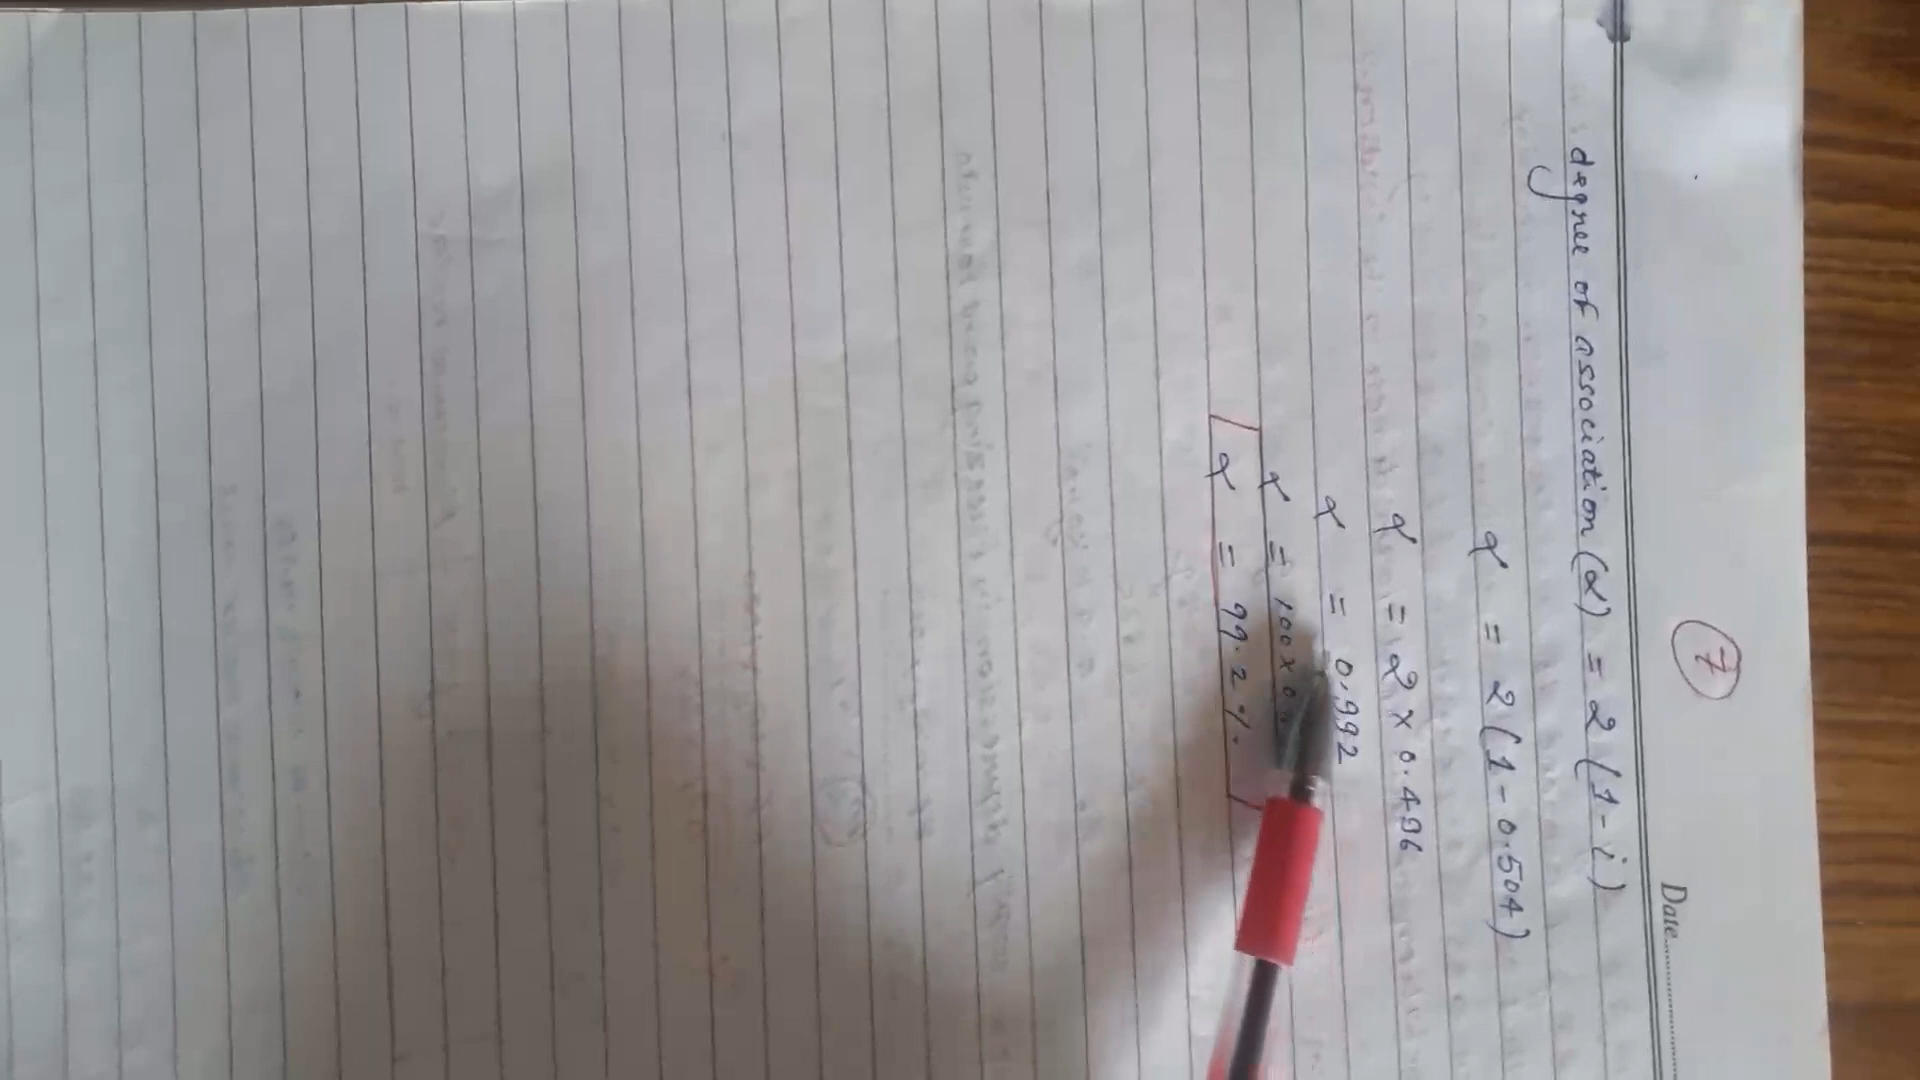 7
Date
degree of association (α) = 2 (1 - i)
α = 2 (1 - 0.504)
α = 2 × 0.496
α = 0.992
α = 100 × 0.
α = 99.2 %.